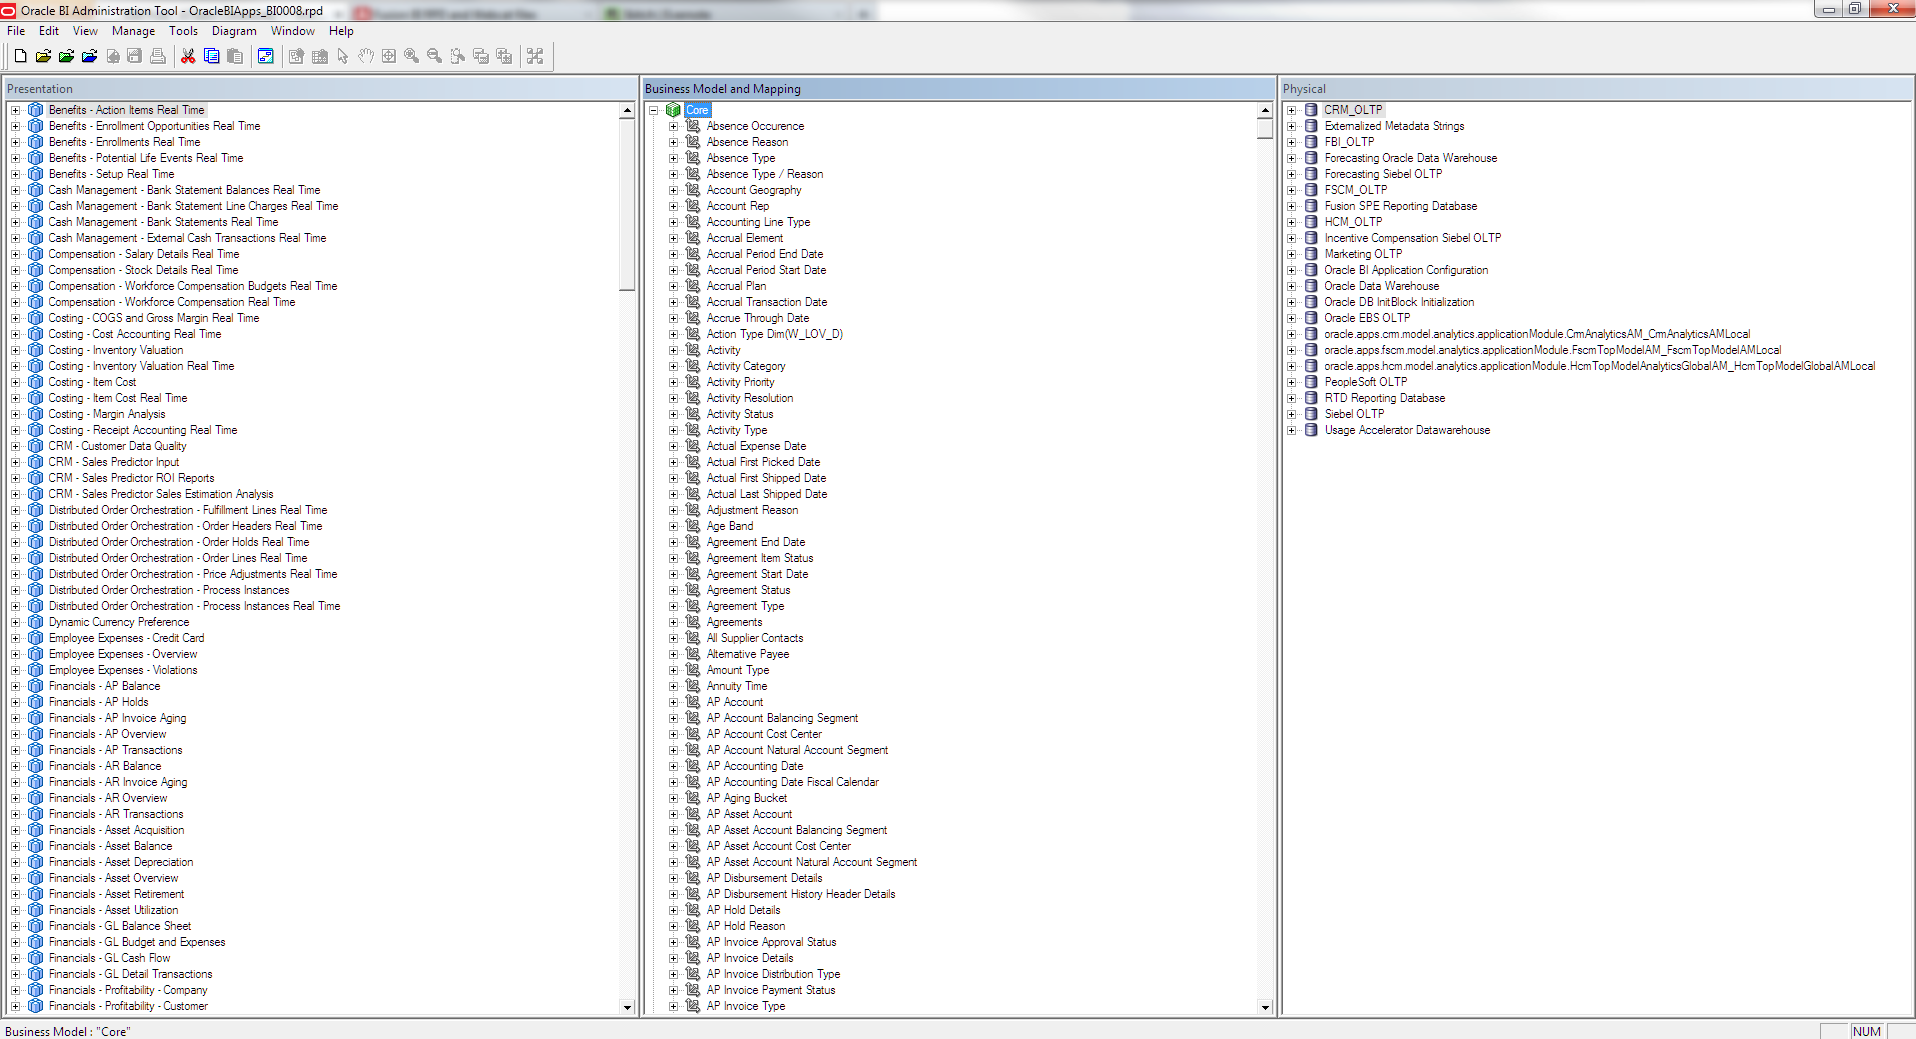 Oracle BI Administration Tool - OracleBIApps_BI0008.rpd
File Edit View Manage Tools Diagram Window Help
Presentation
Benefits - Action Items Real Time
Benefits - Enrollment Opportunities Real Time
Benefits - Enrollments Real Time
Benefits - Potential Life Events Real Time
Benefits - Setup Real Time
Cash Management - Bank Statement Balances Real Time
Cash Management - Bank Statement Line Charges Real Time
Cash Management - Bank Statements Real Time
Cash Management - External Cash Transactions Real Time
Compensation - Salary Details Real Time
Compensation - Stock Details Real Time
Compensation - Workforce Compensation Budgets Real Time
Compensation - Workforce Compensation Real Time
Costing - COGS and Gross Margin Real Time
Costing - Cost Accounting Real Time
Costing - Inventory Valuation
Costing - Inventory Valuation Real Time
Costing - Item Cost
Costing - Item Cost Real Time
Costing - Margin Analysis
Costing - Receipt Accounting Real Time
CRM - Customer Data Quality
CRM - Sales Predictor Input
CRM - Sales Predictor ROI Reports
CRM - Sales Predictor Sales Estimation Analysis
Distributed Order Orchestration - Fulfillment Lines Real Time
Distributed Order Orchestration - Order Headers Real Time
Distributed Order Orchestration - Order Holds Real Time
Distributed Order Orchestration - Order Lines Real Time
Distributed Order Orchestration - Price Adjustments Real Time
Distributed Order Orchestration - Process Instances
Distributed Order Orchestration - Process Instances Real Time
Dynamic Currency Preference
Employee Expenses - Credit Card
Employee Expenses - Overview
Employee Expenses - Violations
Financials - AP Balance
Financials - AP Holds
Financials - AP Invoice Aging
Financials - AP Overview
Financials - AP Transactions
Financials - AR Balance
Financials - AR Invoice Aging
Financials - AR Overview
Financials - AR Transactions
Financials - Asset Acquisition
Financials - Asset Balance
Financials - Asset Depreciation
Financials - Asset Overview
Financials - Asset Retirement
Financials - Asset Utilization
Financials - GL Balance Sheet
Financials - GL Budget and Expenses
Financials - GL Cash Flow
Financials - GL Detail Transactions
Financials - Profitability - Company
Financials - Profitability - Customer
Business Model and Mapping
Core
Absence Occurence
Absence Reason
Absence Type
Absence Type / Reason
Account Geography
Account Rep
Accounting Line Type
Accrual Element
Accrual Period End Date
Accrual Period Start Date
Accrual Plan
Accrual Transaction Date
Accrue Through Date
Action Type Dim(W_LOV_D)
Activity
Activity Category
Activity Priority
Activity Resolution
Activity Status
Activity Type
Actual Expense Date
Actual First Picked Date
Actual First Shipped Date
Actual Last Shipped Date
Adjustment Reason
Age Band
Agreement End Date
Agreement Item Status
Agreement Start Date
Agreement Status
Agreement Type
Agreements
All Supplier Contacts
Alternative Payee
Amount Type
Annuity Time
AP Account
AP Account Balancing Segment
AP Account Cost Center
AP Account Natural Account Segment
AP Accounting Date
AP Accounting Date Fiscal Calendar
AP Aging Bucket
AP Asset Account
AP Asset Account Balancing Segment
AP Asset Account Cost Center
AP Asset Account Natural Account Segment
AP Disbursement Details
AP Disbursement History Header Details
AP Hold Details
AP Hold Reason
AP Invoice Approval Status
AP Invoice Details
AP Invoice Distribution Type
AP Invoice Payment Status
AP Invoice Type
Physical
CRM_OLTP
Externalized Metadata Strings
FBI_OLTP
Forecasting Oracle Data Warehouse
Forecasting Siebel OLTP
FSCM_OLTP
Fusion SPE Reporting Database
HCM_OLTP
Incentive Compensation Siebel OLTP
Marketing OLTP
Oracle BI Application Configuration
Oracle Data Warehouse
Oracle DB InitBlock Initialization
Oracle EBS OLTP
oracle.apps.crm.model.analytics.applicationModule.CrmAnalyticsAM_CrmAnalyticsAMLocal
oracle.apps.fscm.model.analytics.applicationModule.FscmTopModelAM_FscmTopModelAMLocal
oracle.apps.hcm.model.analytics.applicationModule.HcmTopModelAnalyticsGlobalAM_HcmTopModelGlobalAMLocal
PeopleSoft OLTP
RTD Reporting Database
Siebel OLTP
Usage Accelerator Datawarehouse
Business Model : "Core"
NUM